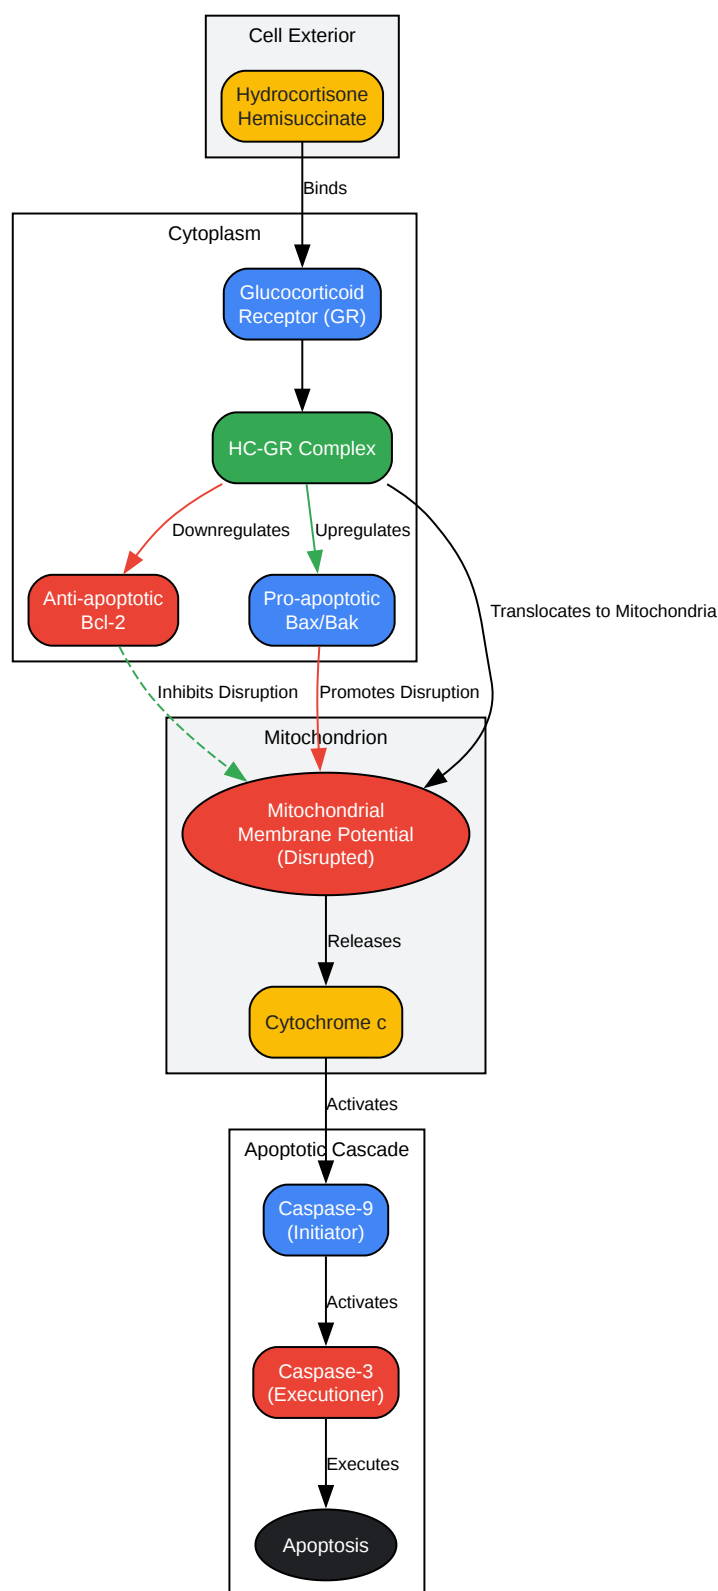 Cell Exterior
Hydrocortisone
Hemisuccinate
Binds
Cytoplasm
Glucocorticoid
Receptor (GR)
HC-GR Complex
Downregulates
Upregulates
Anti-apoptotic
Bcl-2
Pro-apoptotic
Bax/Bak
Translocates to Mitochondria
Inhibits Disruption
Promotes Disruption
Mitochondrion
Mitochondrial
Membrane Potential
(Disrupted)
Releases
Cytochrome c
Activates
Apoptotic Cascade
Caspase-9
(Initiator)
Activates
Caspase-3
(Executioner)
Executes
Apoptosis